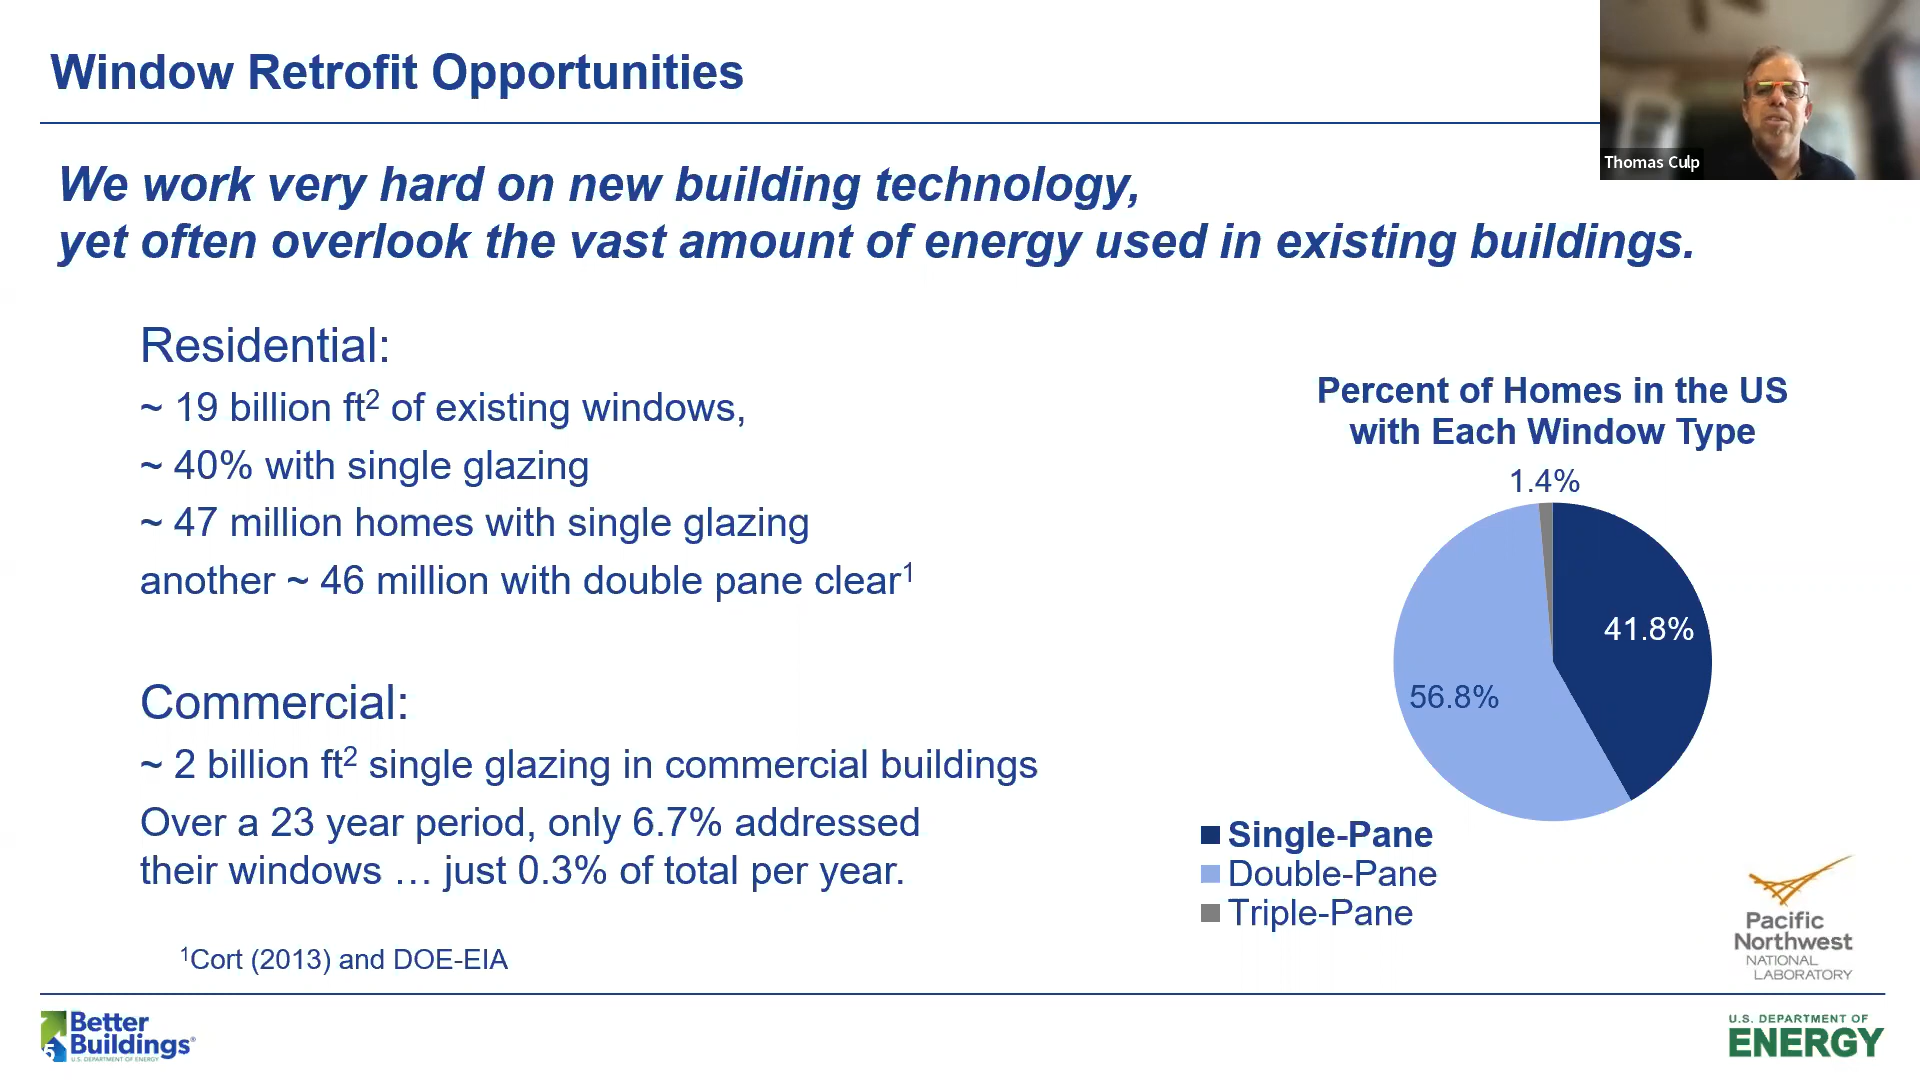 Window Retrofit Opportunities
Thomas Culp
We work very hard on new building technology,
yet often overlook the vast amount of energy used in existing buildings.
Residential:
~ 19 billion ft² of existing windows,
~ 40% with single glazing
~ 47 million homes with single glazing
another ~ 46 million with double pane clear¹
Commercial:
~ 2 billion ft² single glazing in commercial buildings
Over a 23 year period, only 6.7% addressed
their windows … just 0.3% of total per year.
¹Cort (2013) and DOE-EIA
Percent of Homes in the US
with Each Window Type
1.4%
41.8%
56.8%
Single-Pane
Double-Pane
Triple-Pane
Pacific
Northwest
NATIONAL
LABORATORY
5
Better
Buildings®
U.S. DEPARTMENT OF ENERGY
U.S. DEPARTMENT OF
ENERGY